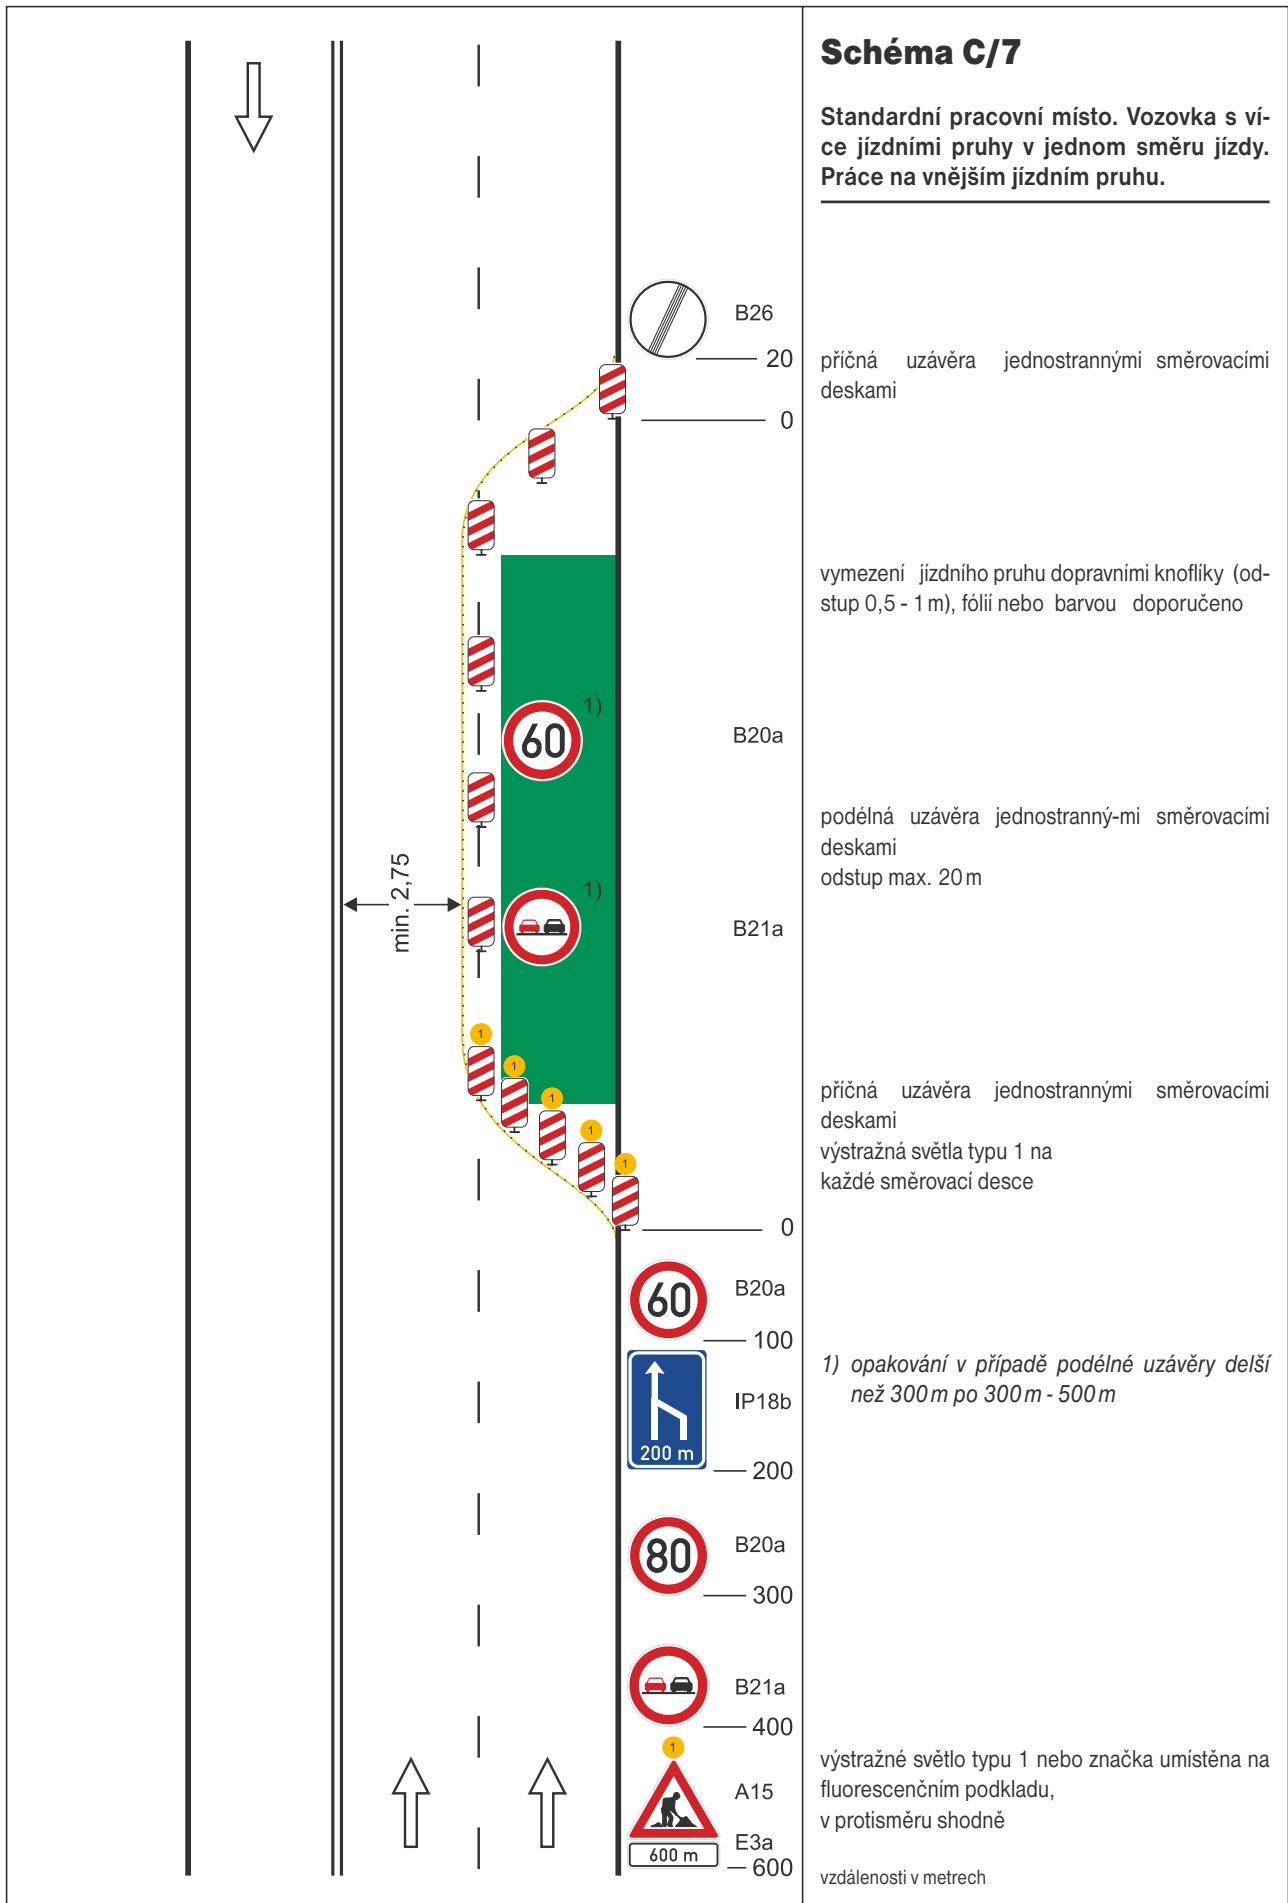 Schéma C/7
Standardní pracovní místo. Vozovka s ví-
ce jízdními pruhy v jednom směru jízdy.
Práce na vnějším jízdním pruhu.
B26
20
příčná uzávěra jednostrannými směrovacími
deskami
0
vymezení jízdního pruhu dopravními knoflíky (od-
stup 0,5 - 1 m), fólií nebo barvou doporučeno
1)
60
B20a
podélná uzávěra jednostranný-mi směrovacími
deskami
odstup max. 20 m
min. 2,75
1)
B21a
1
1
1
1
1
příčná uzávěra jednostrannými směrovacími
deskami
výstražná světla typu 1 na
každé směrovací desce
0
60
B20a
100
1) opakování v případě podélné uzávěry delší
než 300 m po 300 m - 500 m
IP18b
200 m
200
80
B20a
300
B21a
400
1
výstražné světlo typu 1 nebo značka umístěna na
fluorescenčním podkladu,
v protisměru shodně
A15
E3a
600 m
600
vzdálenosti v metrech